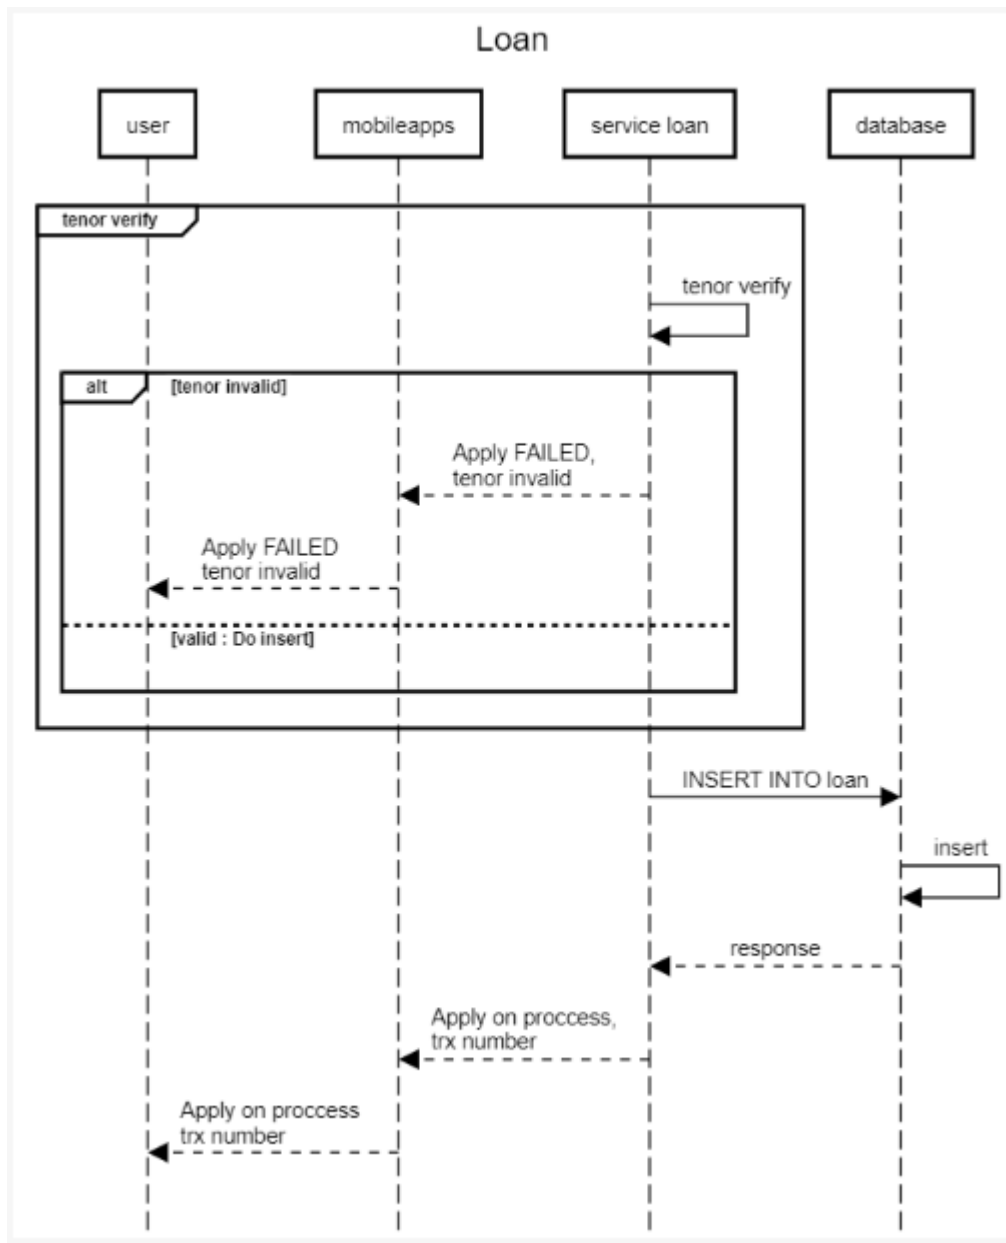 Loan
user
mobileapps
service loan
database
tenor verify
tenor verify
alt
[tenor invalid]
Apply FAILED,
tenor invalid
Apply FAILED
tenor invalid
[valid : Do insert]
INSERT INTO loan
insert
response
Apply on proccess,
trx number
Apply on proccess
trx number